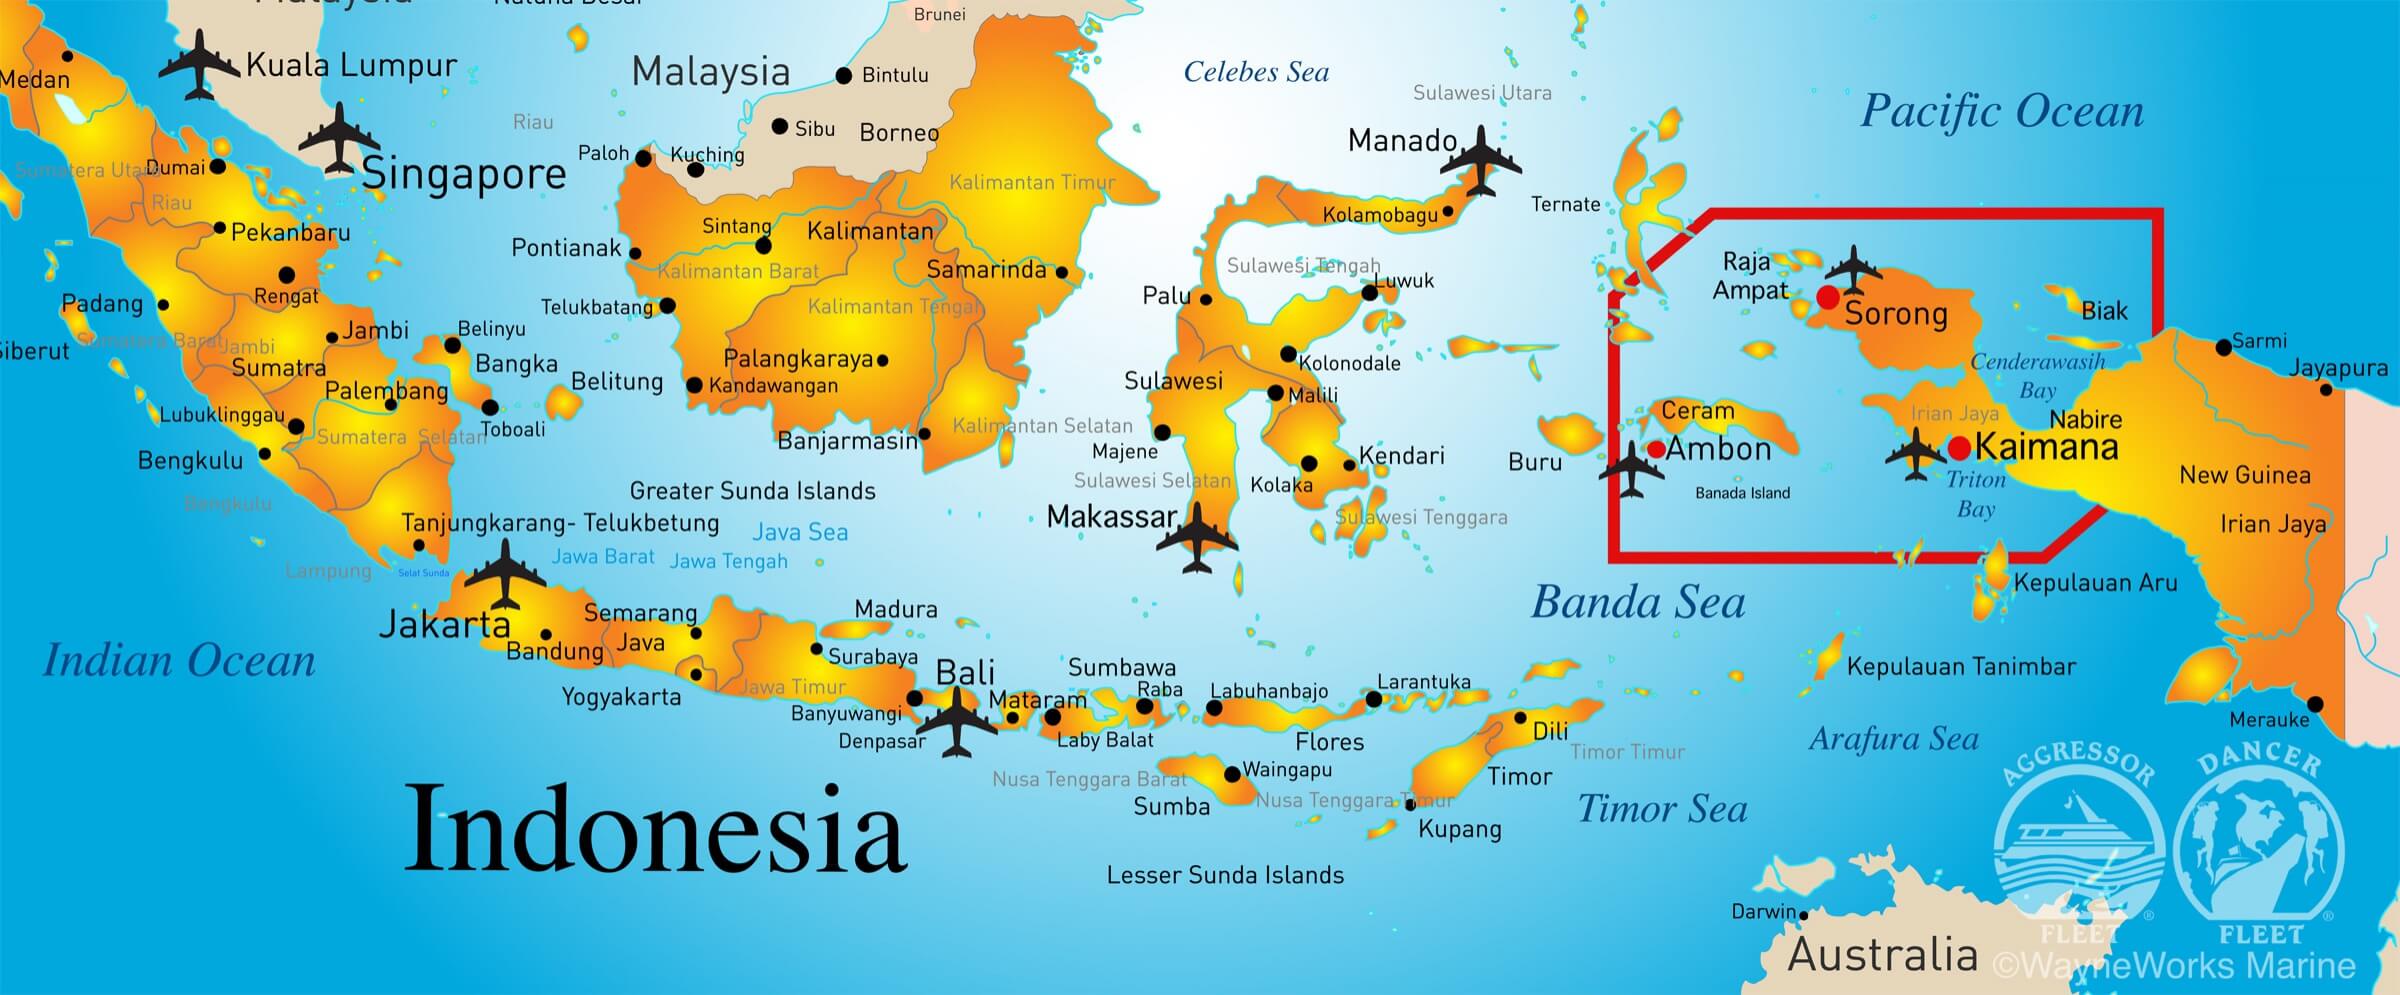 Malaysia
Natuna Besar
Brunei
Medan
Kuala Lumpur
Malaysia
Bintulu
Celebes Sea
Sulawesi Utara
Pacific Ocean
Riau
Sibu
Borneo
Manado
Paloh
Kuching
Sumatera Utara
Dumai
Singapore
Kalimantan Timur
Riau
Ternate
Kolamobagu
Pekanbaru
Sintang
Kalimantan
Pontianak
Kalimantan Barat
Samarinda
Sulawesi Tengah
Luwuk
Raja
Ampat
Rengat
Padang
Telukbatang
Kalimantan Tengah
Palu
Sorong
Biak
Siberut
Sumatera Barat
Jambi
Jambi
Belinyu
Sumatra
Bangka
Palangkaraya
Kolonodale
Cenderawasih
Bay
Sarmi
Jayapura
Palembang
Belitung
Kandawangan
Sulawesi
Malili
Lubuklinggau
Toboali
Ceram
Irian Jaya
Nabire
Sumatera Selatan
Banjarmasin
Kalimantan Selatan
Majene
Kendari
Buru
Ambon
Kaimana
Bengkulu
Bengkulu
Greater Sunda Islands
Sulawesi Selatan
Kolaka
Banada Island
Triton
Bay
New Guinea
Tanjungkarang- Telukbetung
Java Sea
Makassar
Sulawesi Tenggara
Irian Jaya
Lampung
Selat Sunda
Jawa Barat
Jawa Tengah
Kepulauan Aru
Jakarta
Semarang
Madura
Banda Sea
Indian Ocean
Bandung
Java
Surabaya
Bali
Sumbawa
Kepulauan Tanimbar
Yogyakarta
Jawa Timur
Mataram
Raba
Labuhanbajo
Larantuka
Banyuwangi
Denpasar
Laby Balat
Flores
Dili
Timor Timur
Arafura Sea
Merauke
Nusa Tenggara Barat
Waingapu
Timor
Sumba
Nusa Tenggara Timur
Kupang
Timor Sea
Indonesia
Lesser Sunda Islands
Darwin
Australia
AGGRESSOR
FLEET
®
DANCER
FLEET
®
©WayneWorks Marine